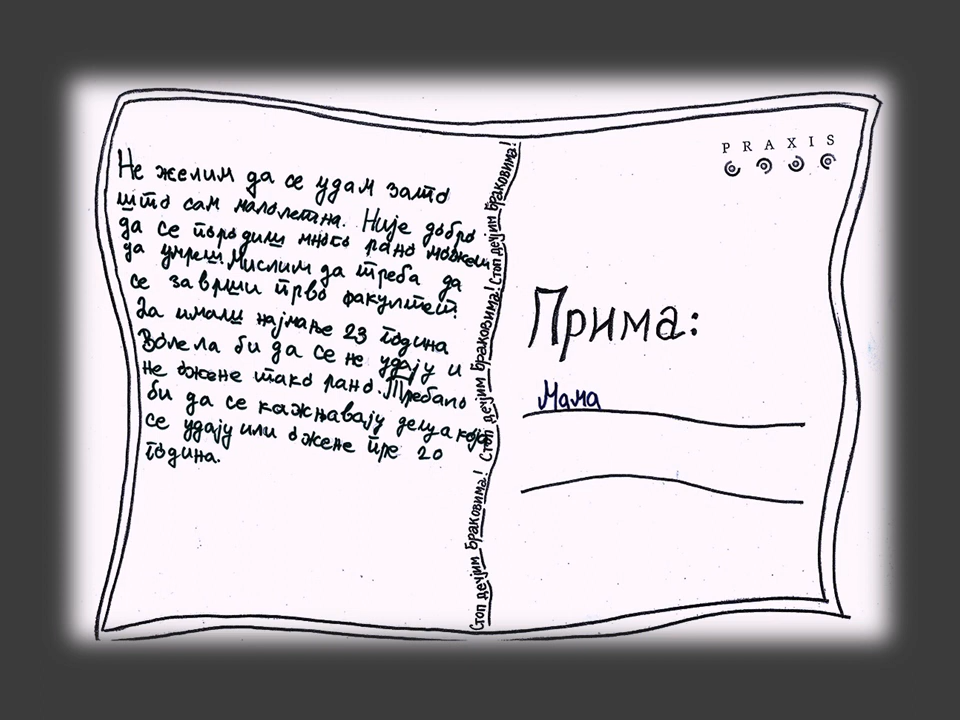 Не желим да се удам зато
што сам малолетна. Није добро
да се породиш много рано можеш
да умреш. Мислим да треба да
се заврши прво факултет.
Да имаш најмање 23 година
Волела би да се не удају и
не ожене тако рано. Требало
би да се кажњавају деца која
се удају или ожене пре 20
година.
Стоп дечјим браковима! Стоп дечјим браковима! Стоп дечјим браковима!
PRAXIS
Прима:
Мама